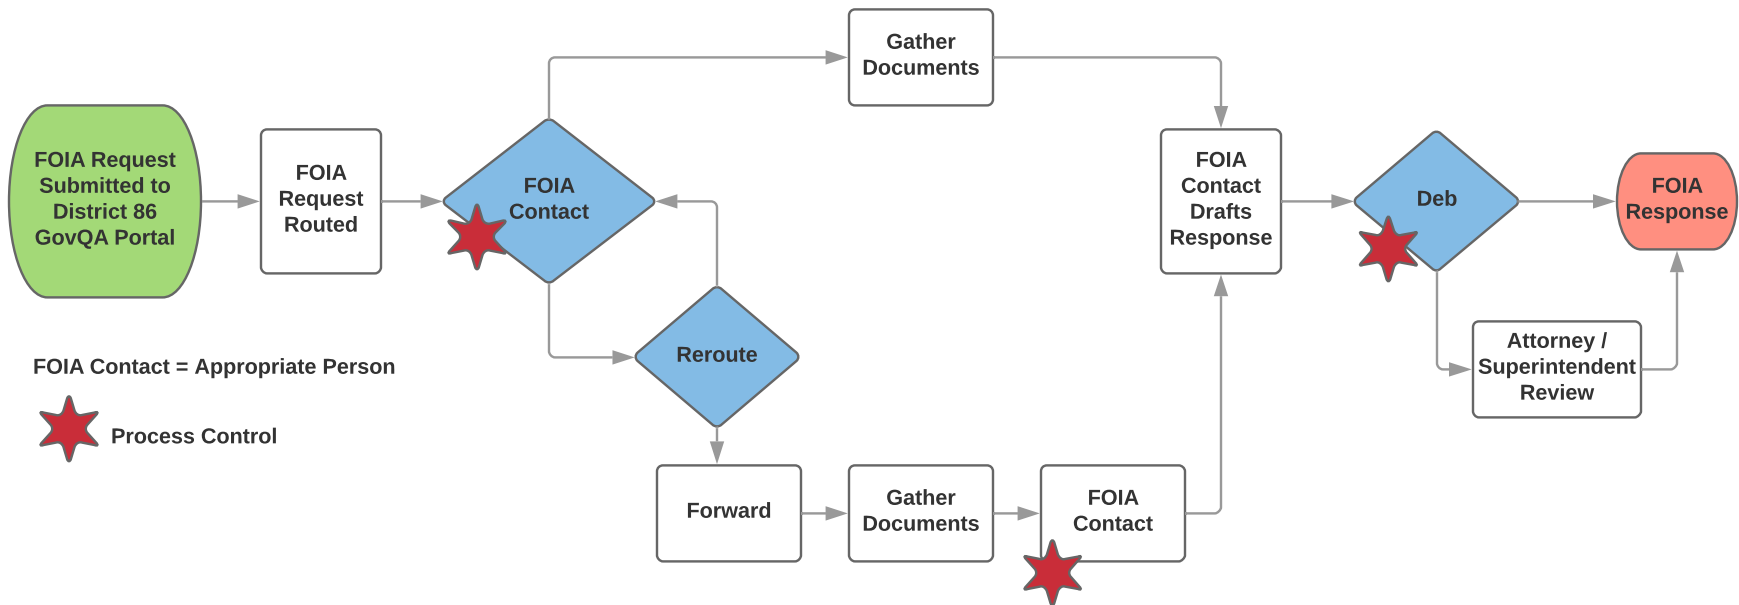 FOIA Request
Submitted to
District 86
GovQA Portal
FOIA
Request
Routed
FOIA
Contact
Gather
Documents
Reroute
Forward
Gather
Documents
FOIA
Contact
FOIA
Contact
Drafts
Response
Deb
Attorney /
Superintendent
Review
FOIA
Response
FOIA Contact = Appropriate Person
Process Control